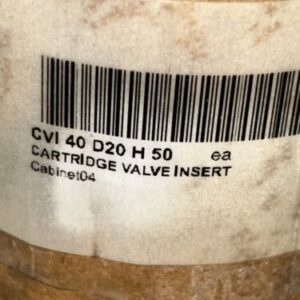 CVI 40 D20 H 50 ea
CARTRIDGE VALVE INSERT
Cabinet04